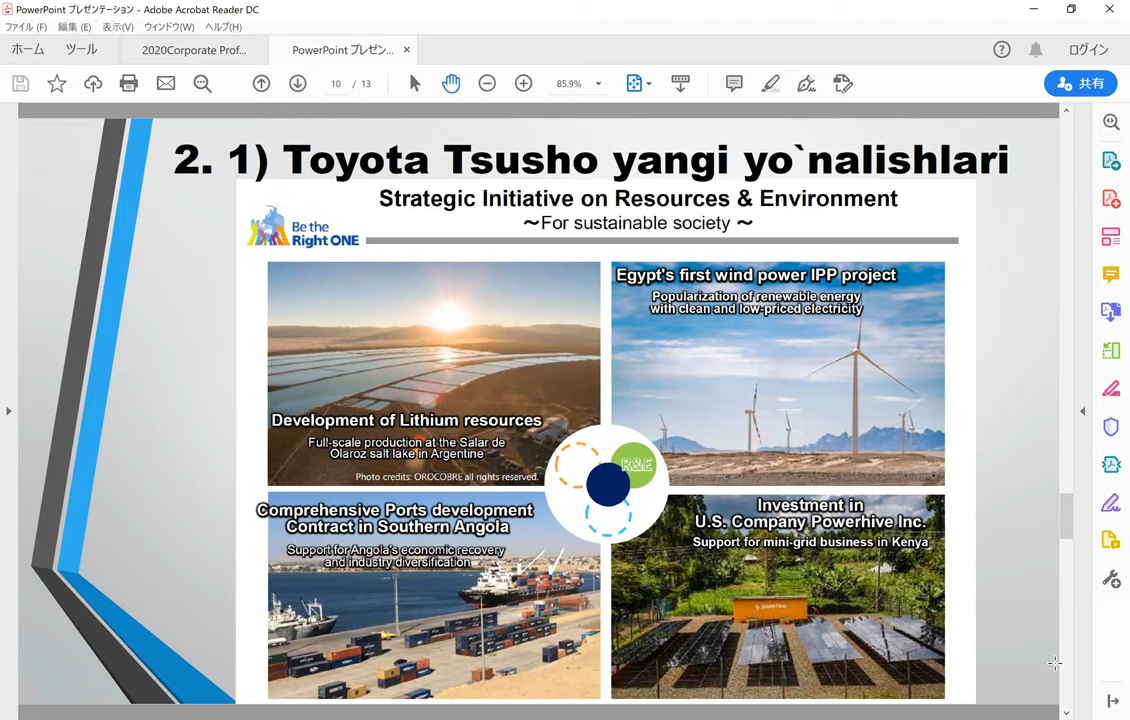 PowerPoint プレゼンテーション - Adobe Acrobat Reader DC
ファイル (F) 編集 (E) 表示(V) ウィンドウ(W) ヘルプ(H)
ホーム ツール 2020Corporate Prof... PowerPoint プレゼン... × ログイン
10 / 13 85.9% 共有
2. 1) Toyota Tsusho yangi yo`nalishlari
Strategic Initiative on Resources & Environment
～For sustainable society ～
Be the
Right ONE
Development of Lithium resources
Full-scale production at the Salar de
Olaroz salt lake in Argentine
Photo credits: OROCOBRE all rights reserved.
Egypt's first wind power IPP project
Popularization of renewable energy
with clean and low-priced electricity
R&E
Comprehensive Ports development
Contract in Southern Angola
Support for Angola's economic recovery
and industry diversification
Investment in
U.S. Company Powerhive Inc.
Support for mini-grid business in Kenya
powerhive